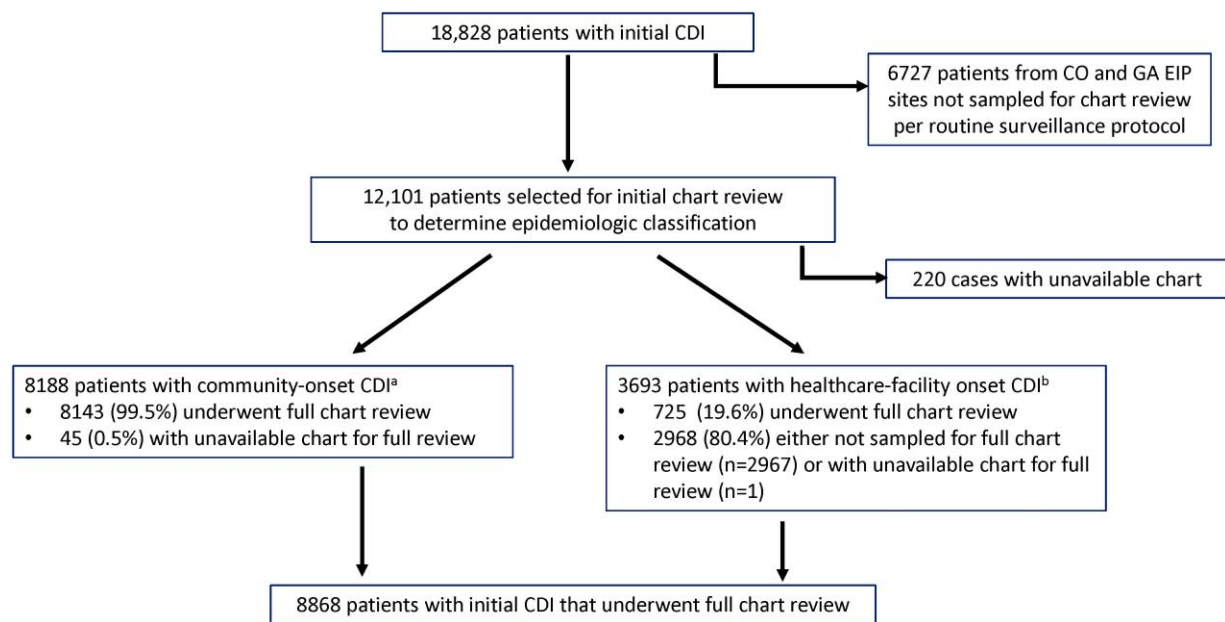 18,828 patients with initial CDI
6727 patients from CO and GA EIP
sites not sampled for chart review
per routine surveillance protocol
12,101 patients selected for initial chart review
to determine epidemiologic classification
220 cases with unavailable chart
8188 patients with community-onset CDIᵃ
• 8143 (99.5%) underwent full chart review
• 45 (0.5%) with unavailable chart for full review
3693 patients with healthcare-facility onset CDIᵇ
• 725 (19.6%) underwent full chart review
• 2968 (80.4%) either not sampled for full chart
review (n=2967) or with unavailable chart for full
review (n=1)
8868 patients with initial CDI that underwent full chart review